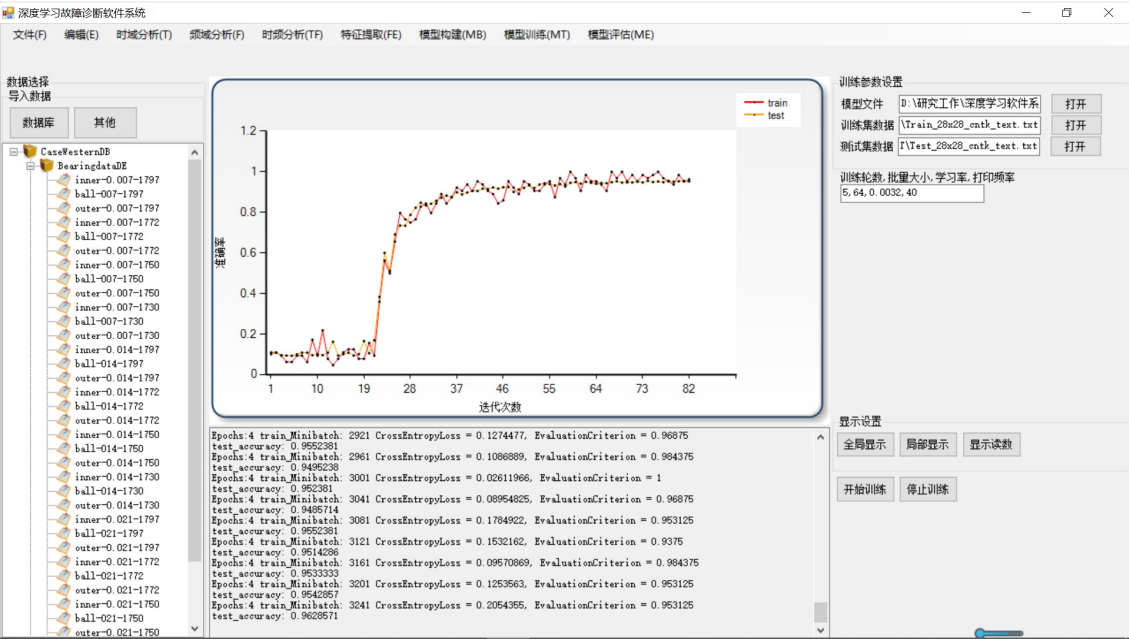 深度学习故障诊断软件系统
文件(F) 编辑(E) 时域分析(T) 频域分析(F) 时频分析(TF) 特征提取(FE) 模型构建(MB) 模型训练(MT) 模型评估(ME)
数据选择
导入数据
数据库 其他
CaseWesternDB
BearingdataDE
inner-0.007-1797
ball-007-1797
outer-0.007-1797
inner-0.007-1772
ball-007-1772
outer-0.007-1772
inner-0.007-1750
ball-007-1750
outer-0.007-1750
inner-0.007-1730
ball-007-1730
outer-0.007-1730
inner-0.014-1797
ball-014-1797
outer-0.014-1797
inner-0.014-1772
ball-014-1772
outer-0.014-1772
inner-0.014-1750
ball-014-1750
outer-0.014-1750
inner-0.014-1730
ball-014-1730
outer-0.014-1730
inner-0.021-1797
ball-021-1797
outer-0.021-1797
inner-0.021-1772
ball-021-1772
outer-0.021-1772
inner-0.021-1750
ball-021-1750
outer-0.021-1750
train
test
1.2
1
0.8
0.6
0.4
0.2
0
准确率
1 10 19 28 37 46 55 64 73 82
迭代次数
Epochs:4 train_Minibatch: 2921 CrossEntropyLoss = 0.1274477, EvaluationCriterion = 0.96875
test_accuracy: 0.9552381
Epochs:4 train_Minibatch: 2961 CrossEntropyLoss = 0.1086889, EvaluationCriterion = 0.984375
test_accuracy: 0.9495238
Epochs:4 train_Minibatch: 3001 CrossEntropyLoss = 0.02611966, EvaluationCriterion = 1
test_accuracy: 0.952381
Epochs:4 train_Minibatch: 3041 CrossEntropyLoss = 0.08954825, EvaluationCriterion = 0.96875
test_accuracy: 0.9485714
Epochs:4 train_Minibatch: 3081 CrossEntropyLoss = 0.1784922, EvaluationCriterion = 0.953125
test_accuracy: 0.9552381
Epochs:4 train_Minibatch: 3121 CrossEntropyLoss = 0.1532162, EvaluationCriterion = 0.9375
test_accuracy: 0.9514286
Epochs:4 train_Minibatch: 3161 CrossEntropyLoss = 0.09570869, EvaluationCriterion = 0.984375
test_accuracy: 0.9533333
Epochs:4 train_Minibatch: 3201 CrossEntropyLoss = 0.1253563, EvaluationCriterion = 0.953125
test_accuracy: 0.9542857
Epochs:4 train_Minibatch: 3241 CrossEntropyLoss = 0.2054355, EvaluationCriterion = 0.953125
test_accuracy: 0.9628571
训练参数设置
模型文件 D:\研究工作\深度学习软件系 打开
训练集数据 \Train_28x28_cntk_text.txt 打开
测试集数据 I\Test_28x28_cntk_text.txt 打开
训练轮数,批量大小,学习率,打印频率
5,64,0.0032,40
显示设置
全局显示 局部显示 显示读数
开始训练 停止训练